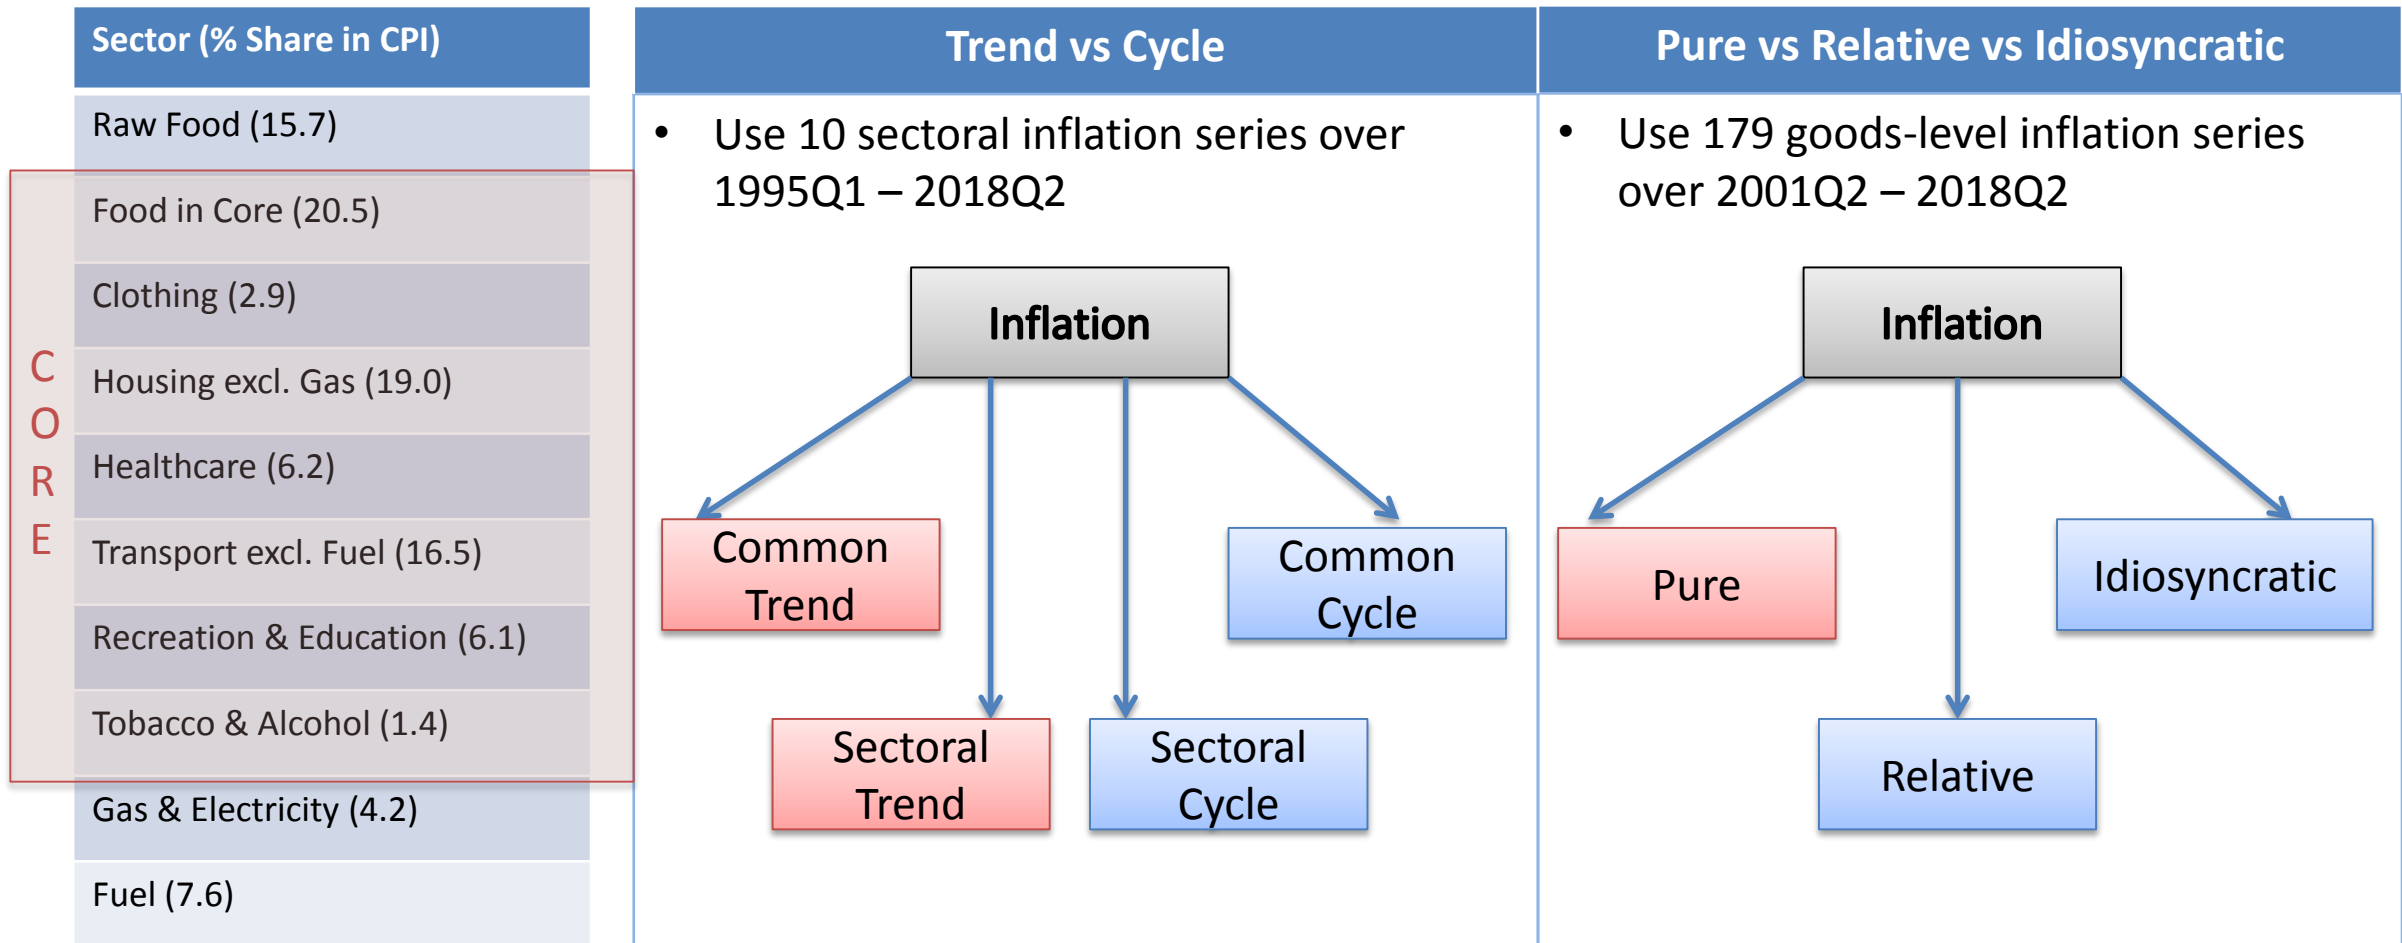 Sector (% Share in CPI)
Raw Food (15.7)
Food in Core (20.5)
Clothing (2.9)
Housing excl. Gas (19.0)
Healthcare (6.2)
Transport excl. Fuel (16.5)
Recreation & Education (6.1)
Tobacco & Alcohol (1.4)
Gas & Electricity (4.2)
Fuel (7.6)
C
O
R
E
Trend vs Cycle
• Use 10 sectoral inflation series over
1995Q1 – 2018Q2
Inflation
Common
Trend
Common
Cycle
Sectoral
Trend
Sectoral
Cycle
Pure vs Relative vs Idiosyncratic
• Use 179 goods-level inflation series
over 2001Q2 – 2018Q2
Inflation
Pure
Idiosyncratic
Relative